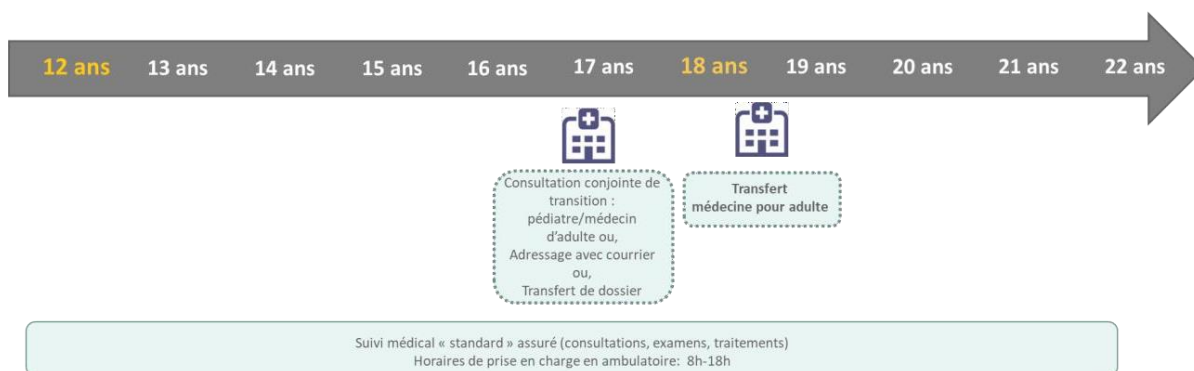 12 ans 13 ans 14 ans 15 ans 16 ans 17 ans 18 ans 19 ans 20 ans 21 ans 22 ans
Consultation conjointe de
transition :
pédiatre/médecin
d'adulte ou,
Adressage avec courrier
ou,
Transfert de dossier
Transfert
médecine pour adulte
Suivi médical « standard » assuré (consultations, examens, traitements)
Horaires de prise en charge en ambulatoire: 8h-18h